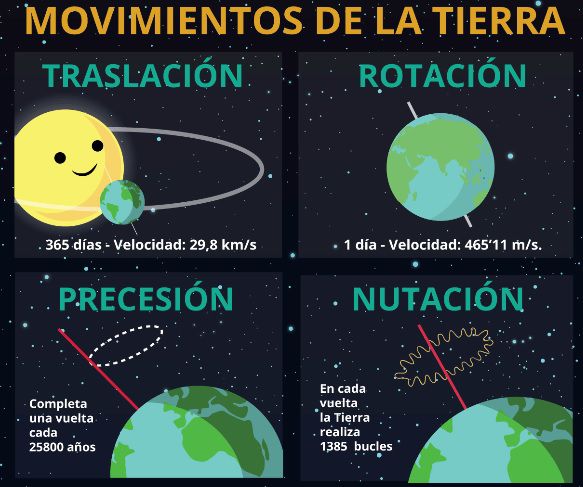 MOVIMIENTOS DE LA TIERRA
TRASLACIÓN
365 días - Velocidad: 29,8 km/s
ROTACIÓN
1 día - Velocidad: 465'11 m/s.
PRECESIÓN
Completa
una vuelta
cada
25800 años
NUTACIÓN
En cada
vuelta
la Tierra
realiza
1385 bucles